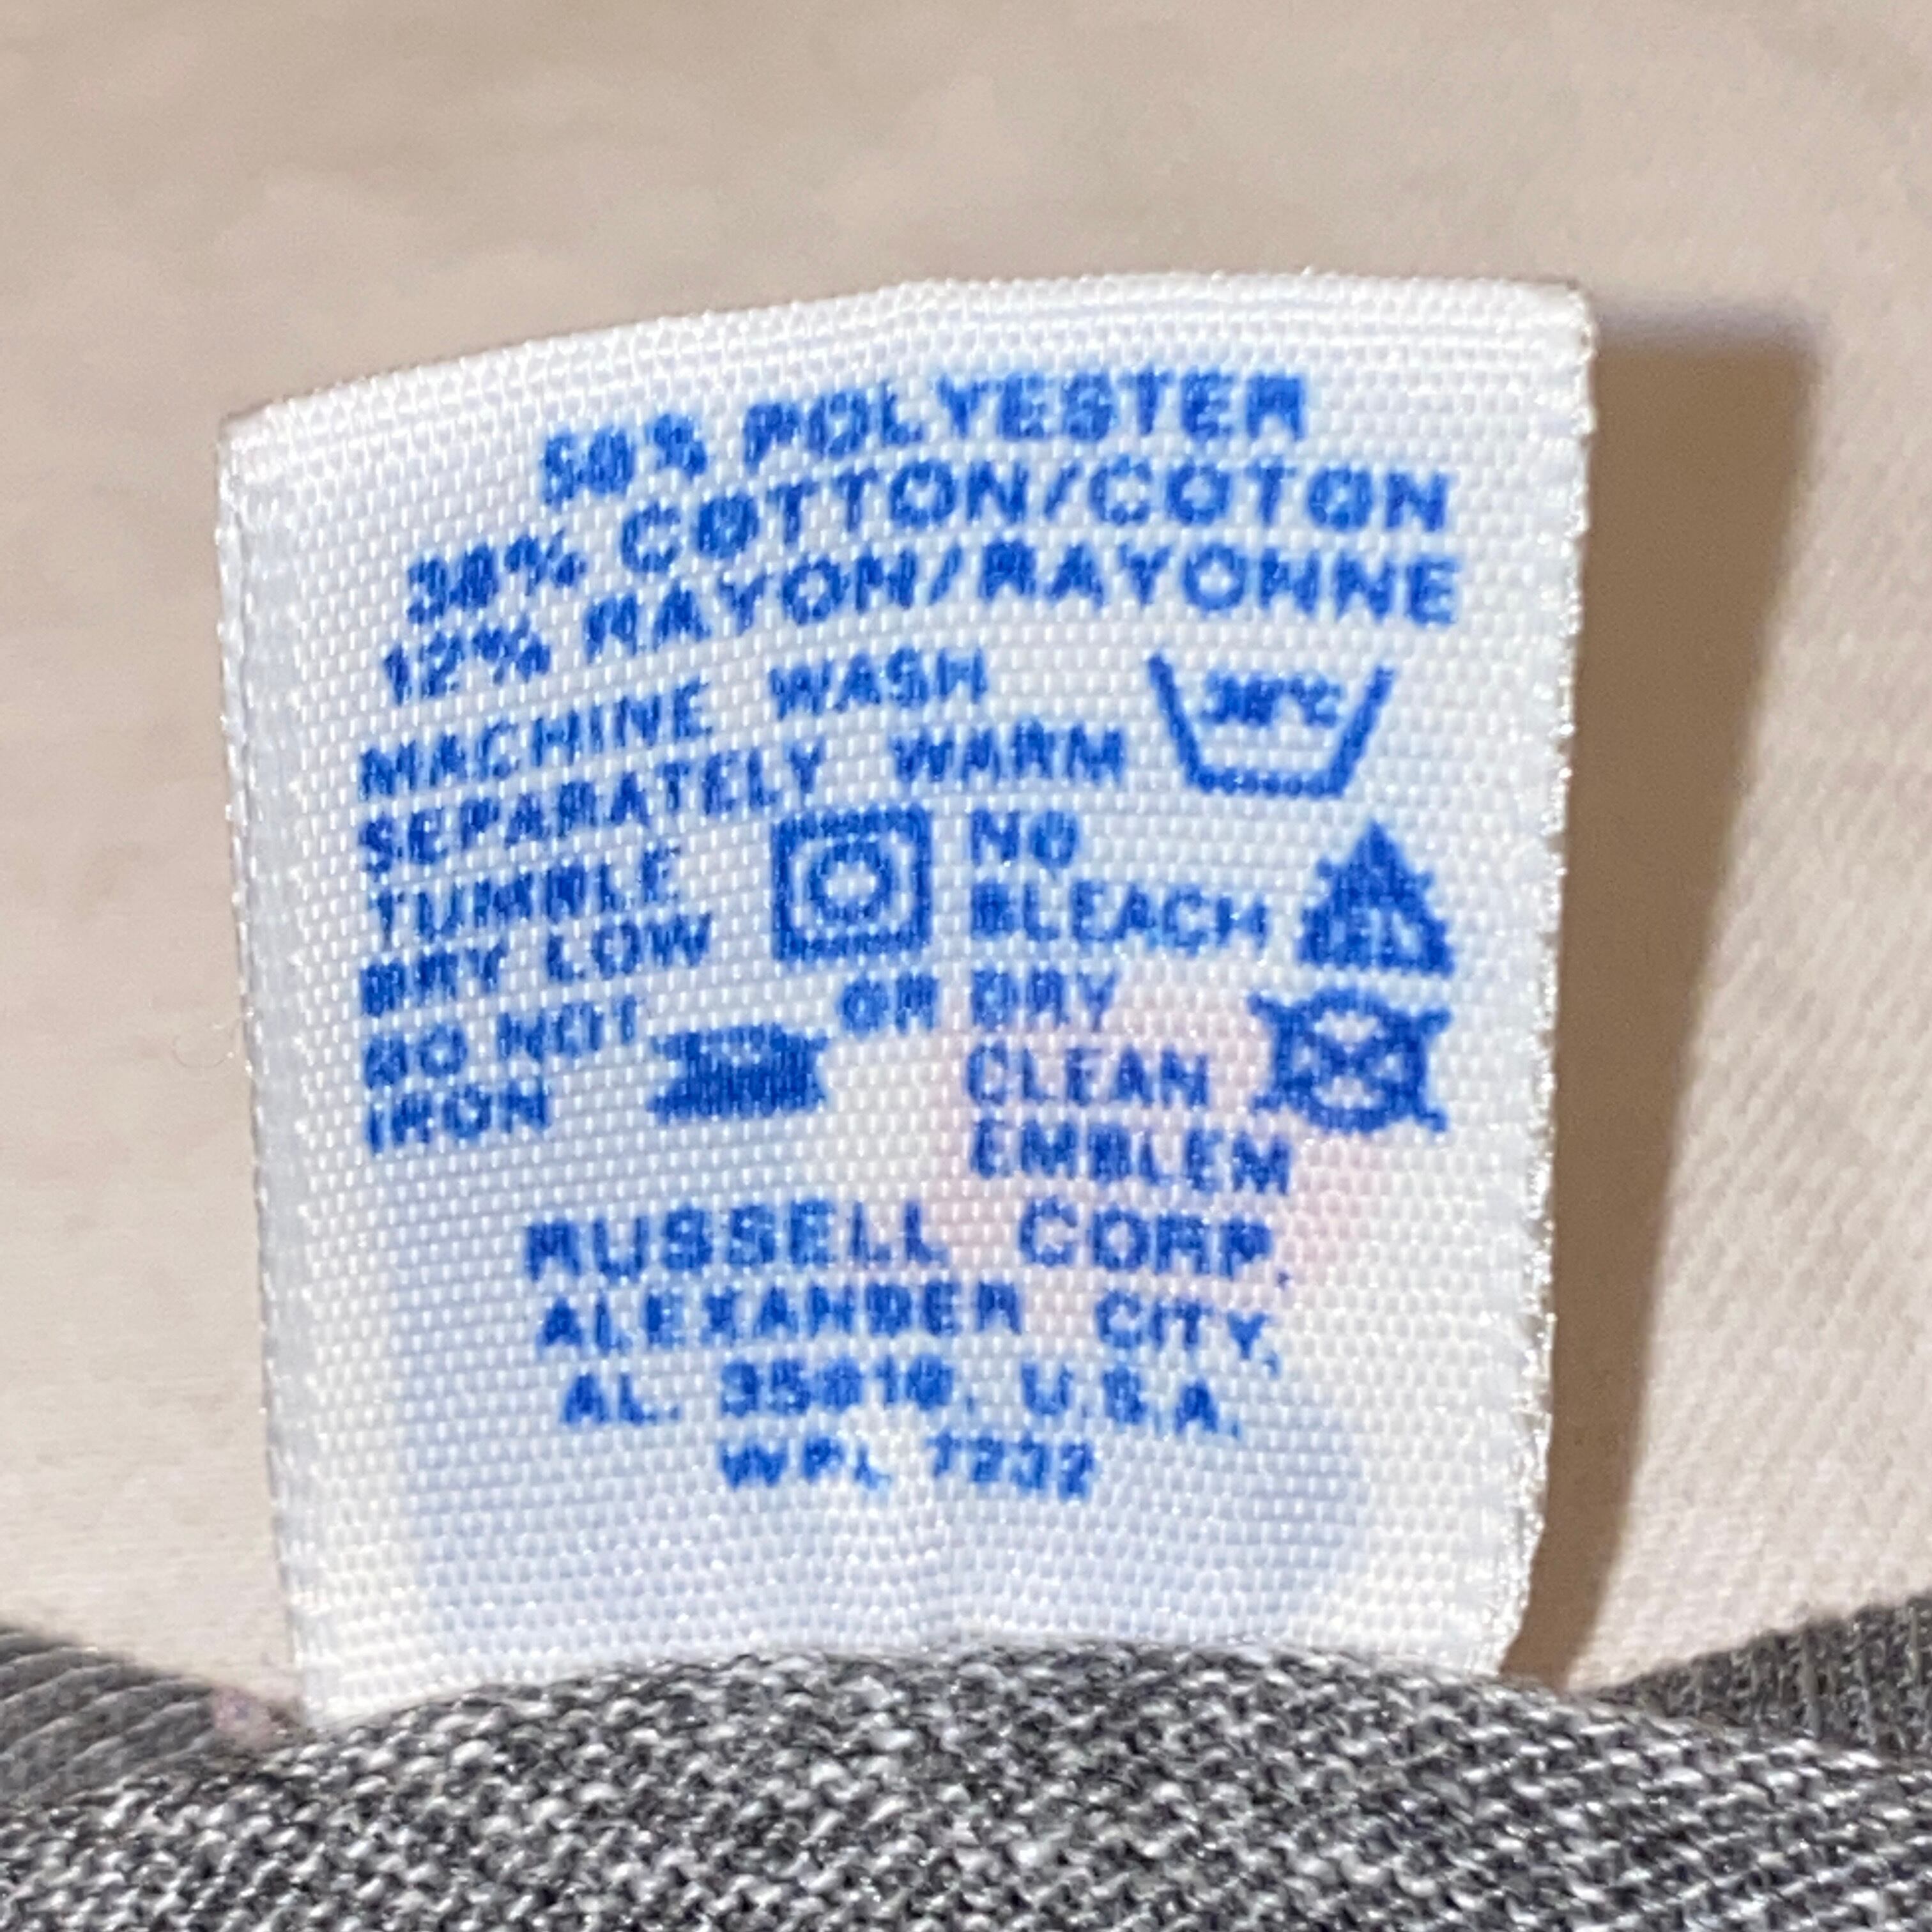 50% POLYESTER
38% COTTON/COTON
12% RAYON/RAYONNE
MACHINE WASH
SEPARATELY WARM
30°C
TUMBLE
DRY LOW
NO
BLEACH
DO NOT
IRON
OR DRY
CLEAN
EMBLEM
RUSSELL CORP.
ALEXANDER CITY,
AL. 35010, U.S.A.
WPL 7232